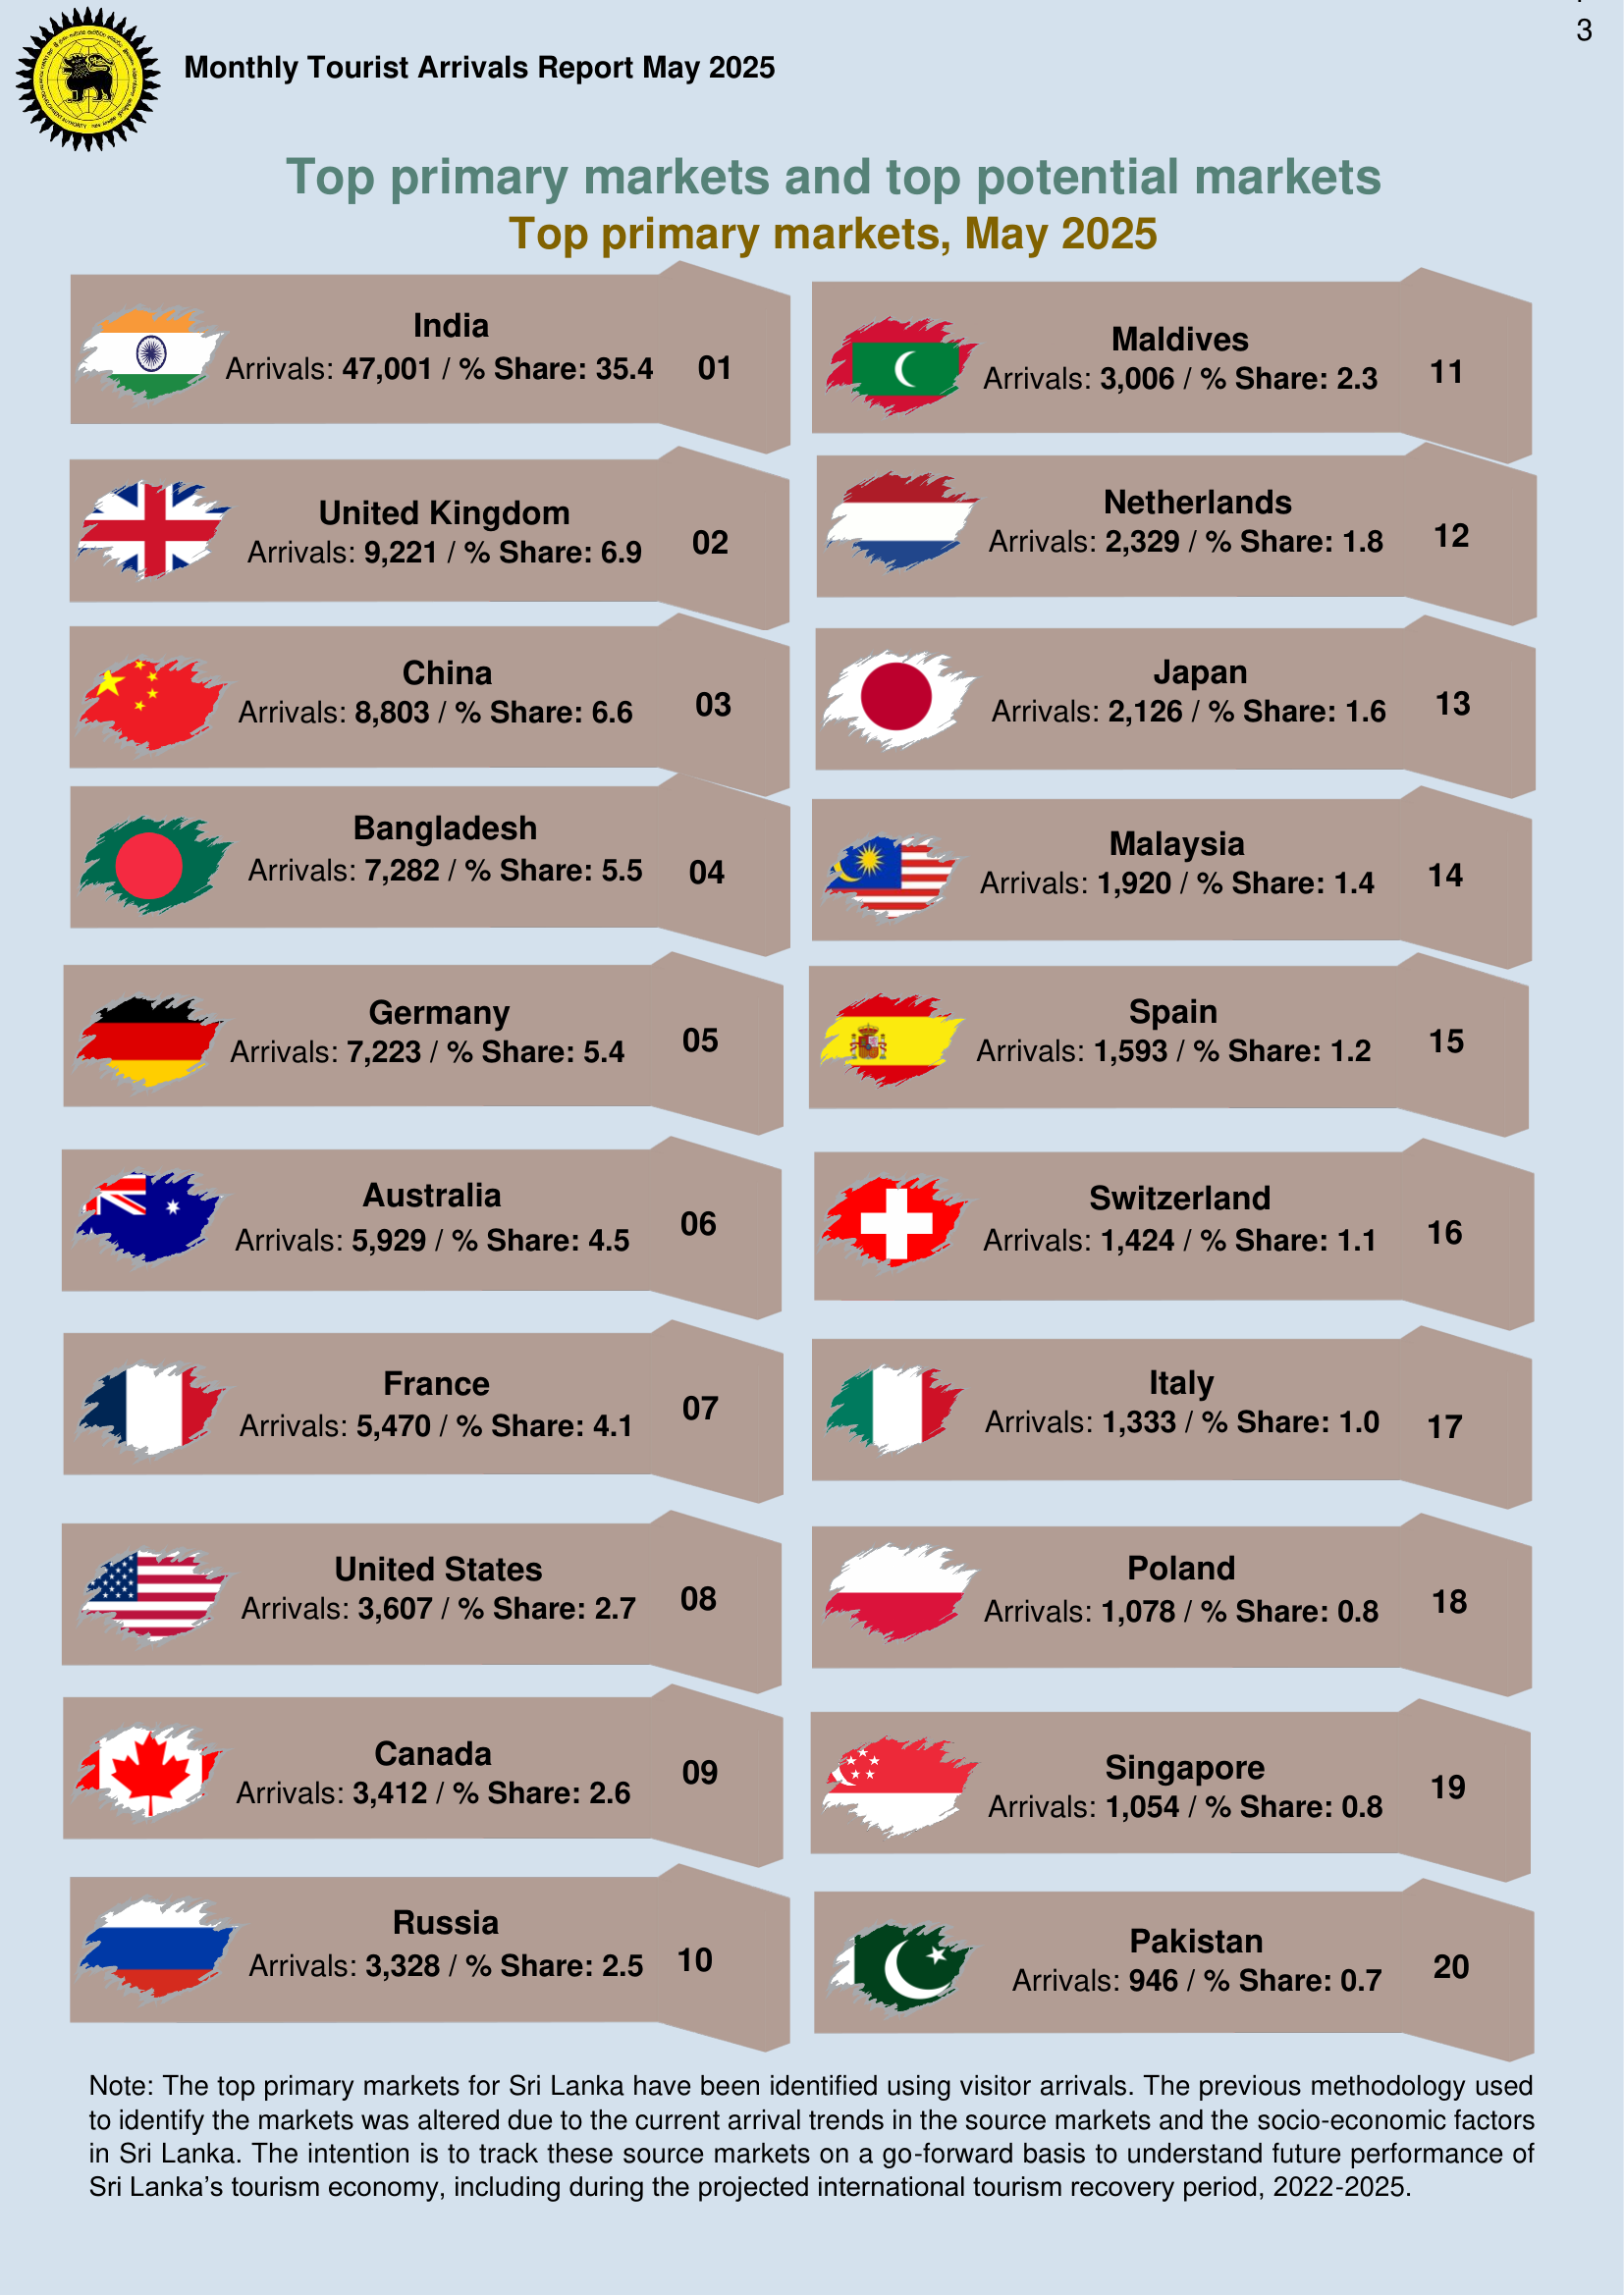 3
Monthly Tourist Arrivals Report May 2025
Top primary markets and top potential markets
Top primary markets, May 2025
India
Arrivals: 47,001 / % Share: 35.4
01
United Kingdom
Arrivals: 9,221 / % Share: 6.9
02
China
Arrivals: 8,803 / % Share: 6.6
03
Bangladesh
Arrivals: 7,282 / % Share: 5.5
04
Germany
Arrivals: 7,223 / % Share: 5.4
05
Australia
Arrivals: 5,929 / % Share: 4.5
06
France
Arrivals: 5,470 / % Share: 4.1
07
United States
Arrivals: 3,607 / % Share: 2.7
08
Canada
Arrivals: 3,412 / % Share: 2.6
09
Russia
Arrivals: 3,328 / % Share: 2.5
10
Maldives
Arrivals: 3,006 / % Share: 2.3
11
Netherlands
Arrivals: 2,329 / % Share: 1.8
12
Japan
Arrivals: 2,126 / % Share: 1.6
13
Malaysia
Arrivals: 1,920 / % Share: 1.4
14
Spain
Arrivals: 1,593 / % Share: 1.2
15
Switzerland
Arrivals: 1,424 / % Share: 1.1
16
Italy
Arrivals: 1,333 / % Share: 1.0
17
Poland
Arrivals: 1,078 / % Share: 0.8
18
Singapore
Arrivals: 1,054 / % Share: 0.8
19
Pakistan
Arrivals: 946 / % Share: 0.7
20
Note: The top primary markets for Sri Lanka have been identified using visitor arrivals. The previous methodology used
to identify the markets was altered due to the current arrival trends in the source markets and the socio-economic factors
in Sri Lanka. The intention is to track these source markets on a go-forward basis to understand future performance of
Sri Lanka’s tourism economy, including during the projected international tourism recovery period, 2022-2025.